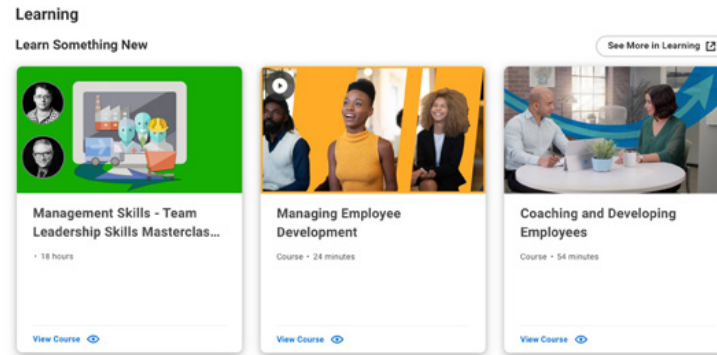 Learning
Learn Something New
See More in Learning
Management Skills - Team
Leadership Skills Masterclas...
• 18 hours
View Course
Managing Employee
Development
Course • 24 minutes
View Course
Coaching and Developing
Employees
Course • 54 minutes
View Course